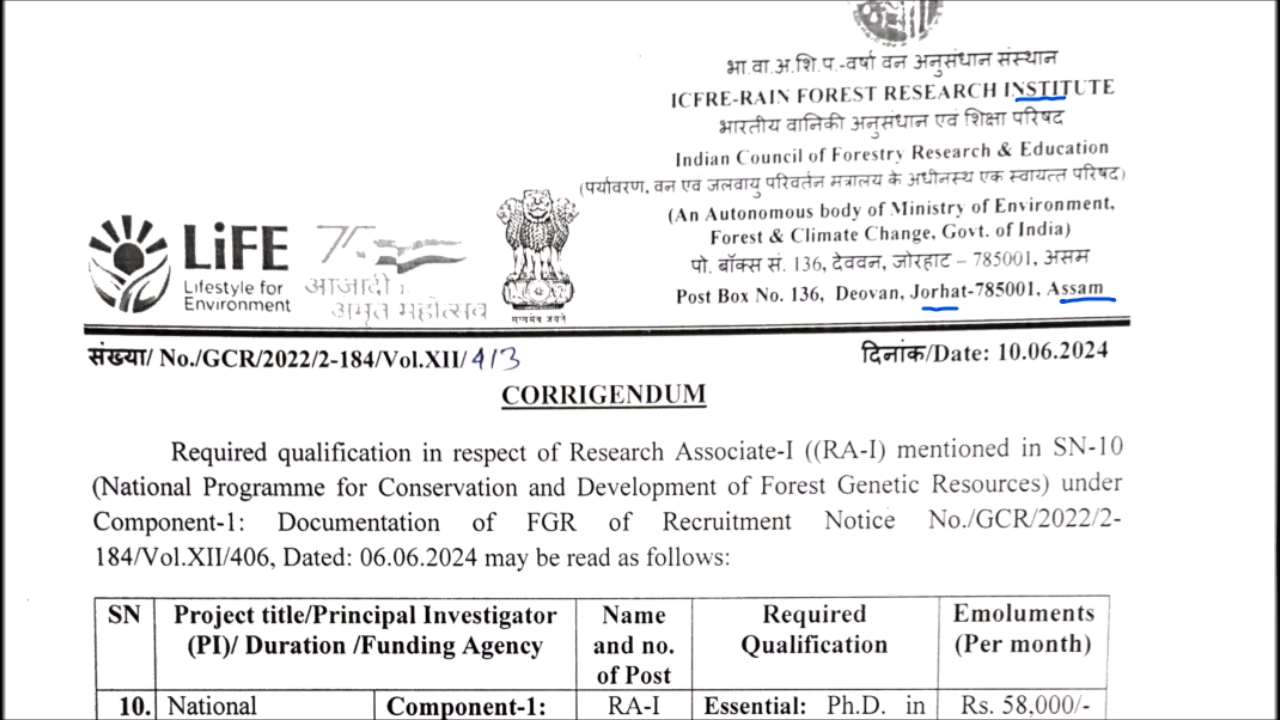 भा.वा.अ.शि.प.-वर्षा वन अनुसंधान संस्थान
ICFRE-RAIN FOREST RESEARCH INSTITUTE
भारतीय वानिकी अनुसंधान एवं शिक्षा परिषद
Indian Council of Forestry Research & Education
(पर्यावरण, वन एवं जलवायु परिवर्तन मंत्रालय के अधीनस्थ एक स्वायत्त परिषद)
(An Autonomous body of Ministry of Environment,
Forest & Climate Change, Govt. of India)
पो. बॉक्स सं. 136, देववन, जोरहाट – 785001, असम
Post Box No. 136, Deovan, Jorhat-785001, Assam
LiFE
Lifestyle for
Environment
75
आजादी
अमृत महोत्सव
सत्यमेव जयते
संख्या/ No./GCR/2022/2-184/Vol.XII/413
दिनांक/Date: 10.06.2024
CORRIGENDUM
Required qualification in respect of Research Associate-I ((RA-I) mentioned in SN-10
(National Programme for Conservation and Development of Forest Genetic Resources) under
Component-1: Documentation of FGR of Recruitment Notice No./GCR/2022/2-
184/Vol.XII/406, Dated: 06.06.2024 may be read as follows:
SN
Project title/Principal Investigator
(PI)/ Duration /Funding Agency
Name
and no.
of Post
Required
Qualification
Emoluments
(Per month)
10.
National
Component-1:
RA-I
Essential: Ph.D. in
Rs. 58,000/-